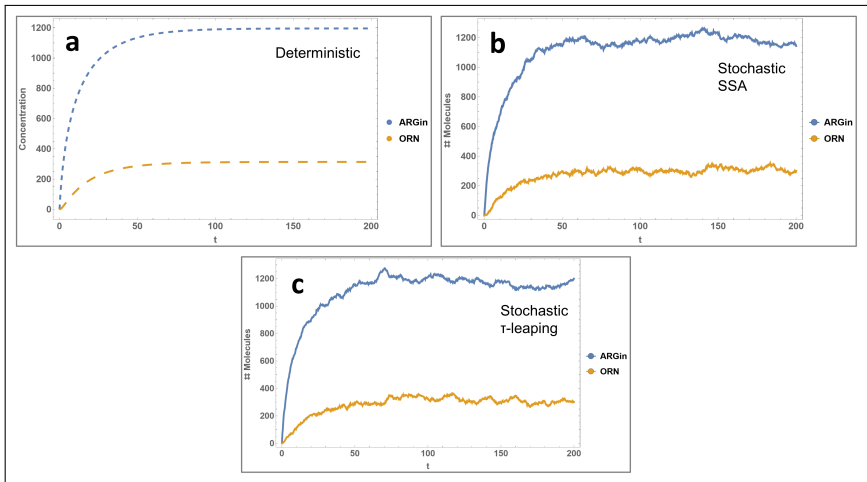 a
Deterministic
1200
1000
800
600
400
200
0
Concentration
0
50
100
150
200
t
ARGin
ORN
b
Stochastic
SSA
1200
1000
800
600
400
200
0
# Molecules
0
50
100
150
200
t
ARGin
ORN
c
Stochastic
τ-leaping
1200
1000
800
600
400
200
0
# Molecules
0
50
100
150
200
t
ARGin
ORN